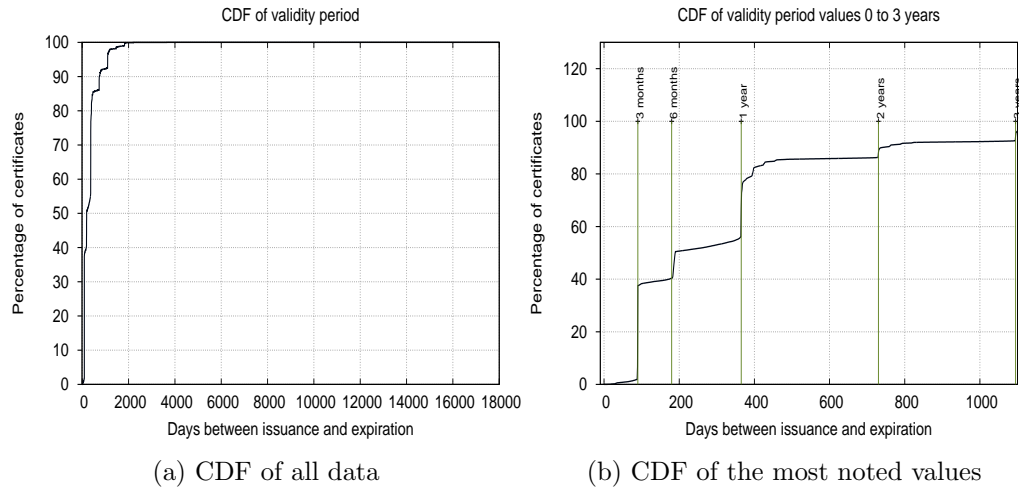 CDF of validity period
100
90
80
70
60
50
40
30
20
10
0
Percentage of certificates
0 2000 4000 6000 8000 10000 12000 14000 16000 18000
Days between issuance and expiration
(a) CDF of all data
CDF of validity period values 0 to 3 years
120
100
80
60
40
20
0
Percentage of certificates
3 months
6 months
1 year
2 years
3 years
0 200 400 600 800 1000
Days between issuance and expiration
(b) CDF of the most noted values